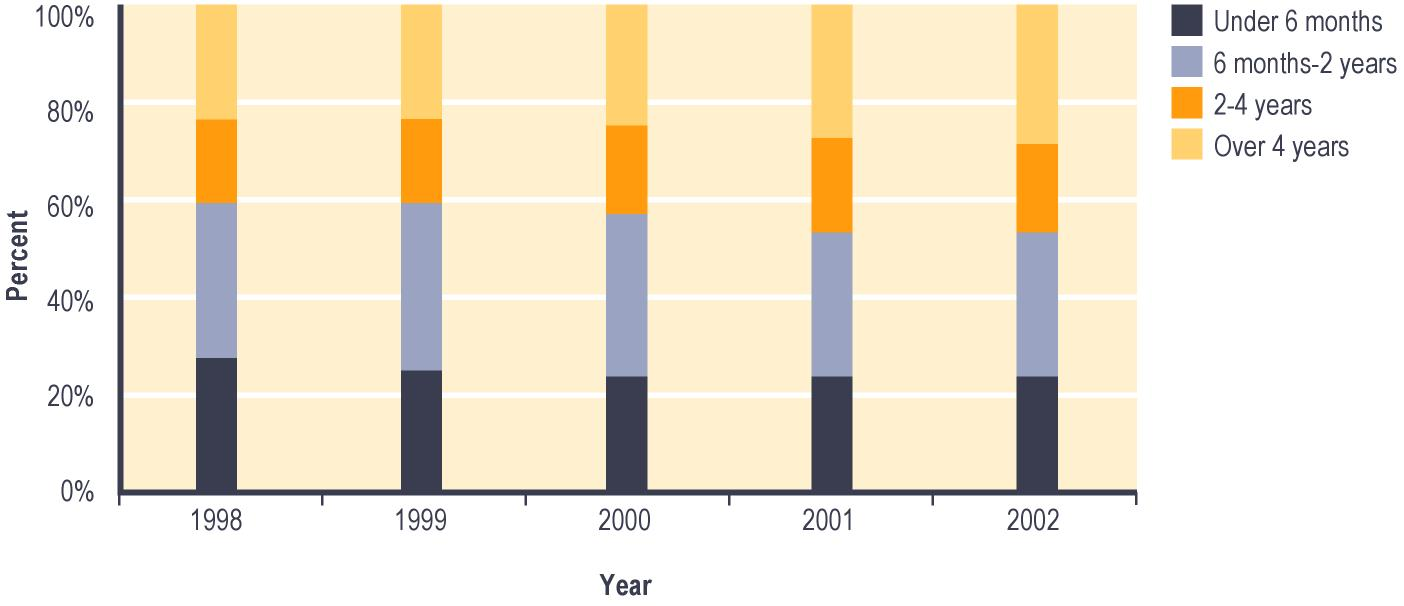 100%
80%
60%
40%
20%
0%
Percent
1998 1999 2000 2001 2002
Year
Under 6 months
6 months-2 years
2-4 years
Over 4 years